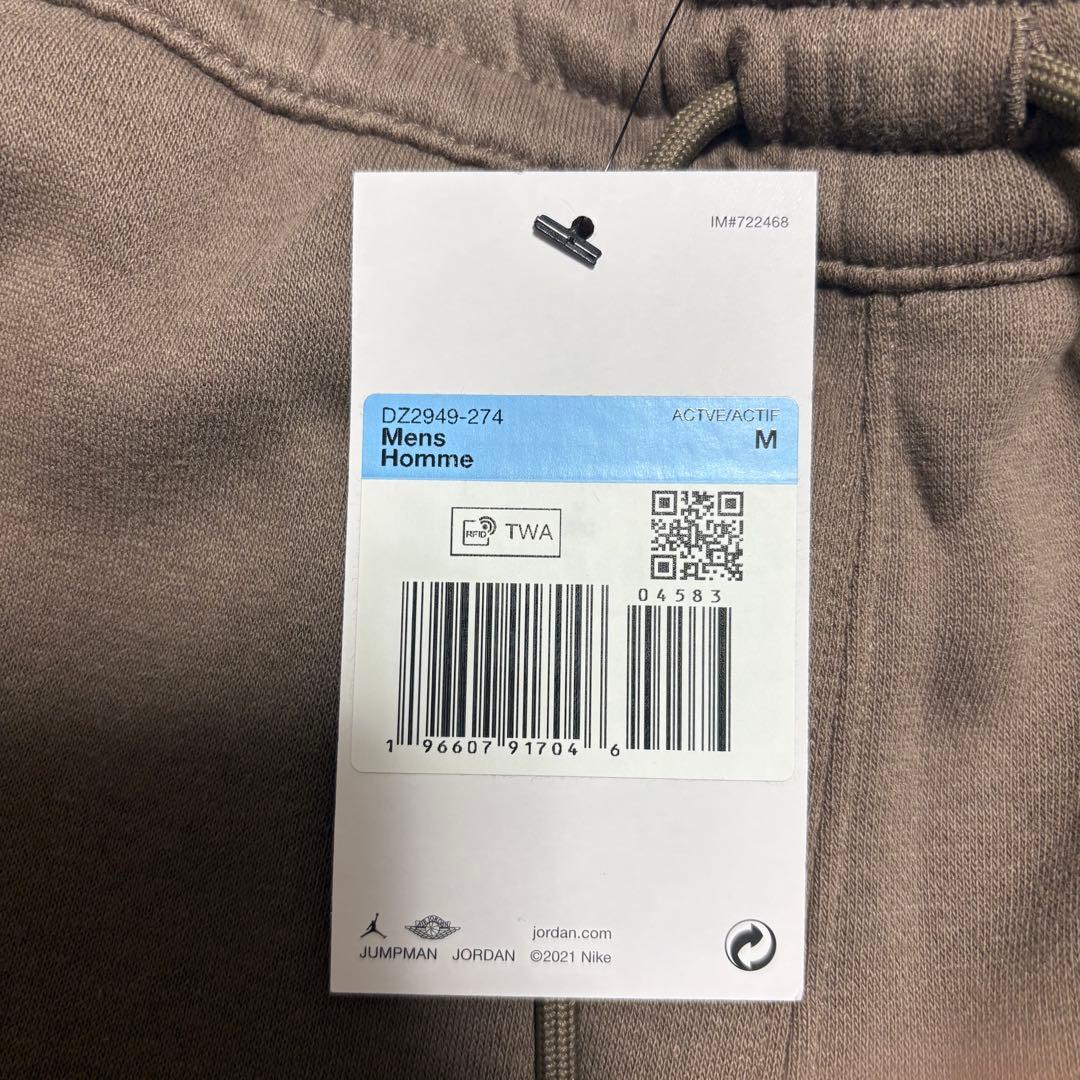 IM#722468
DZ2949-274
ACTVE/ACTIF
Mens
M
Homme
RFID TWA
04583
1 96607 91704 6
jordan.com
JUMPMAN JORDAN ©2021 Nike